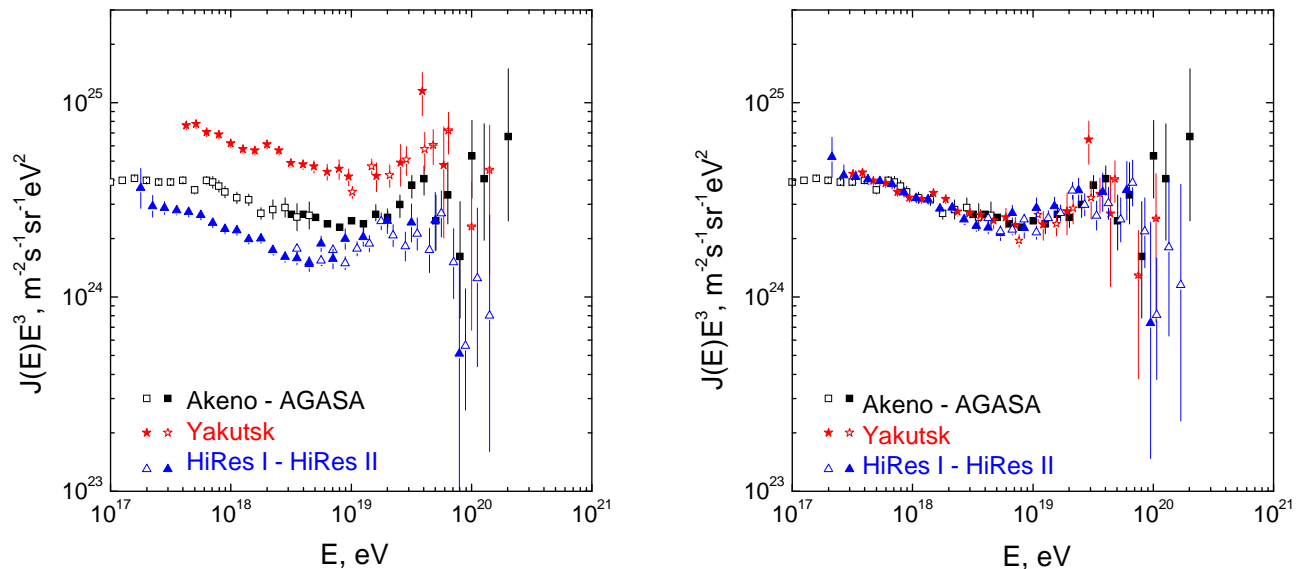 10^25
10^24
10^23
J(E)E^3, m^-2s^-1sr^-1eV^2
Akeno - AGASA
Yakutsk
HiRes I - HiRes II
10^17 10^18 10^19 10^20 10^21
E, eV
10^25
10^24
10^23
J(E)E^3, m^-2s^-1sr^-1eV^2
Akeno - AGASA
Yakutsk
HiRes I - HiRes II
10^17 10^18 10^19 10^20 10^21
E, eV